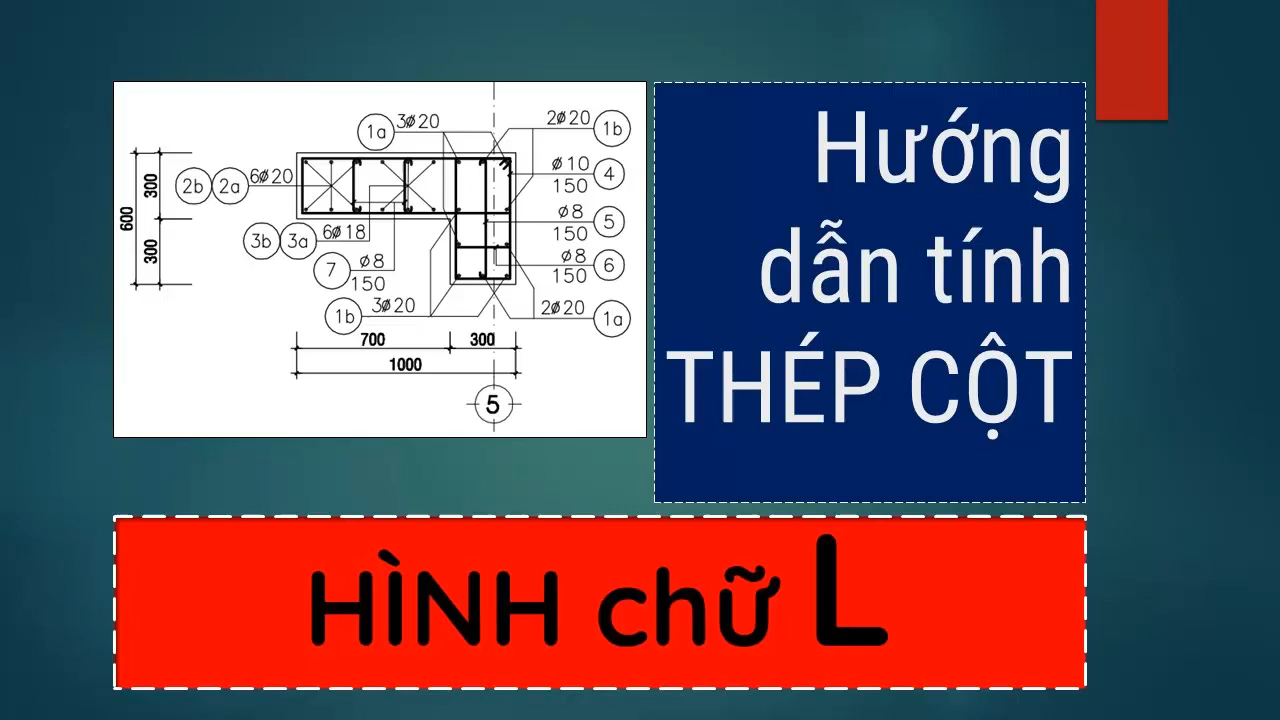 1a 3ø20
2ø20 1b
ø10
150 4
2b 2a 6ø20
ø8
150 5
3b 3a 6ø18
ø8
150 6
7 ø8
150
1b 3ø20
2ø20 1a
600
300
300
700
300
1000
5
Hướng
dẫn tính
THÉP CỘT
HÌNH chữ L